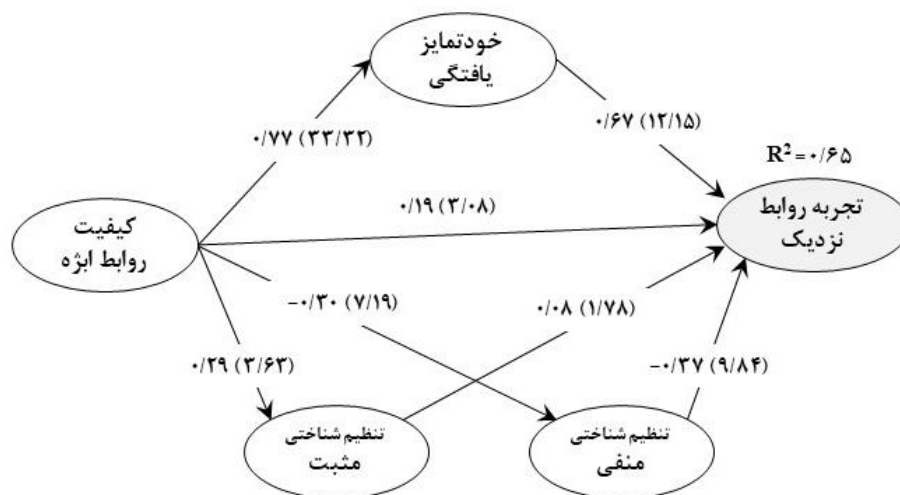 خودتمایز
یافتگی
۰/۷۷ (۳۳/۳۲)
۰/۶۷ (۱۲/۱۵)
R² = ۰/۶۵
تجربه روابط
نزدیک
۰/۱۹ (۳/۰۸)
کیفیت
روابط ابژه
−۰/۳۰ (۷/۱۹)
۰/۰۸ (۱/۷۸)
۰/۲۹ (۳/۶۳)
−۰/۳۷ (۹/۸۴)
تنظیم شناختی
مثبت
تنظیم شناختی
منفی